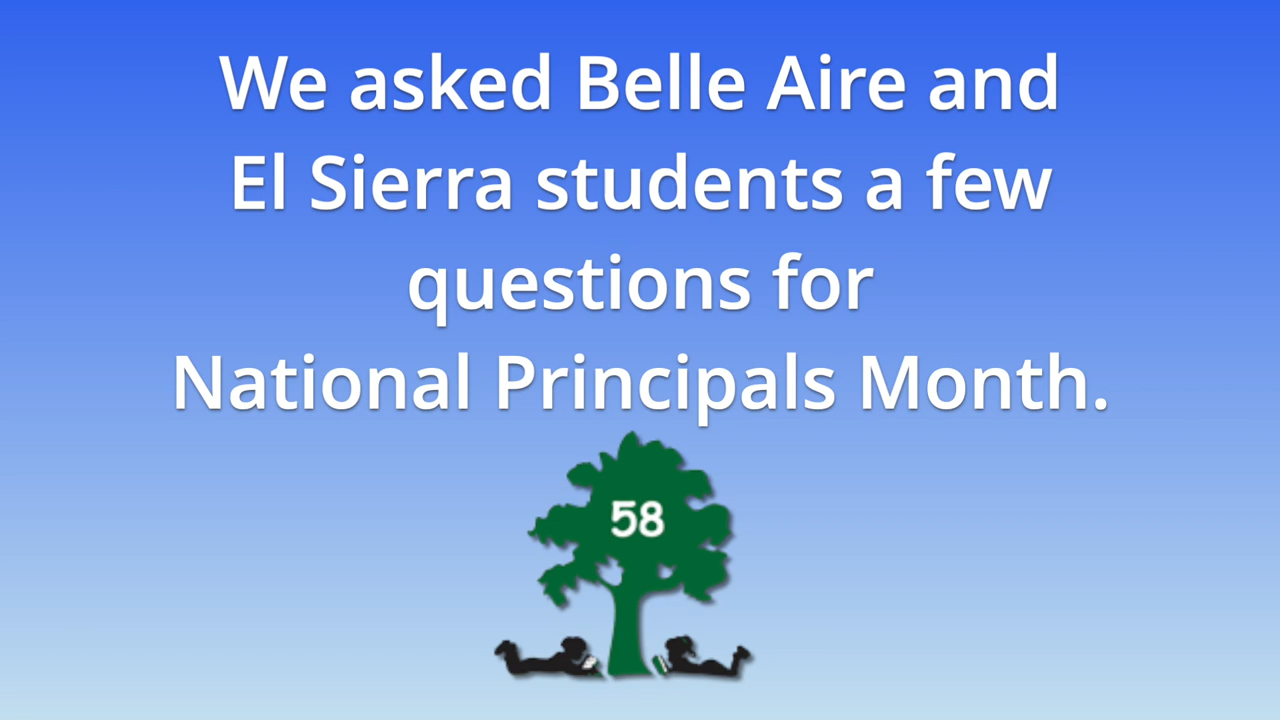 We asked Belle Aire and
El Sierra students a few
questions for
National Principals Month.
58